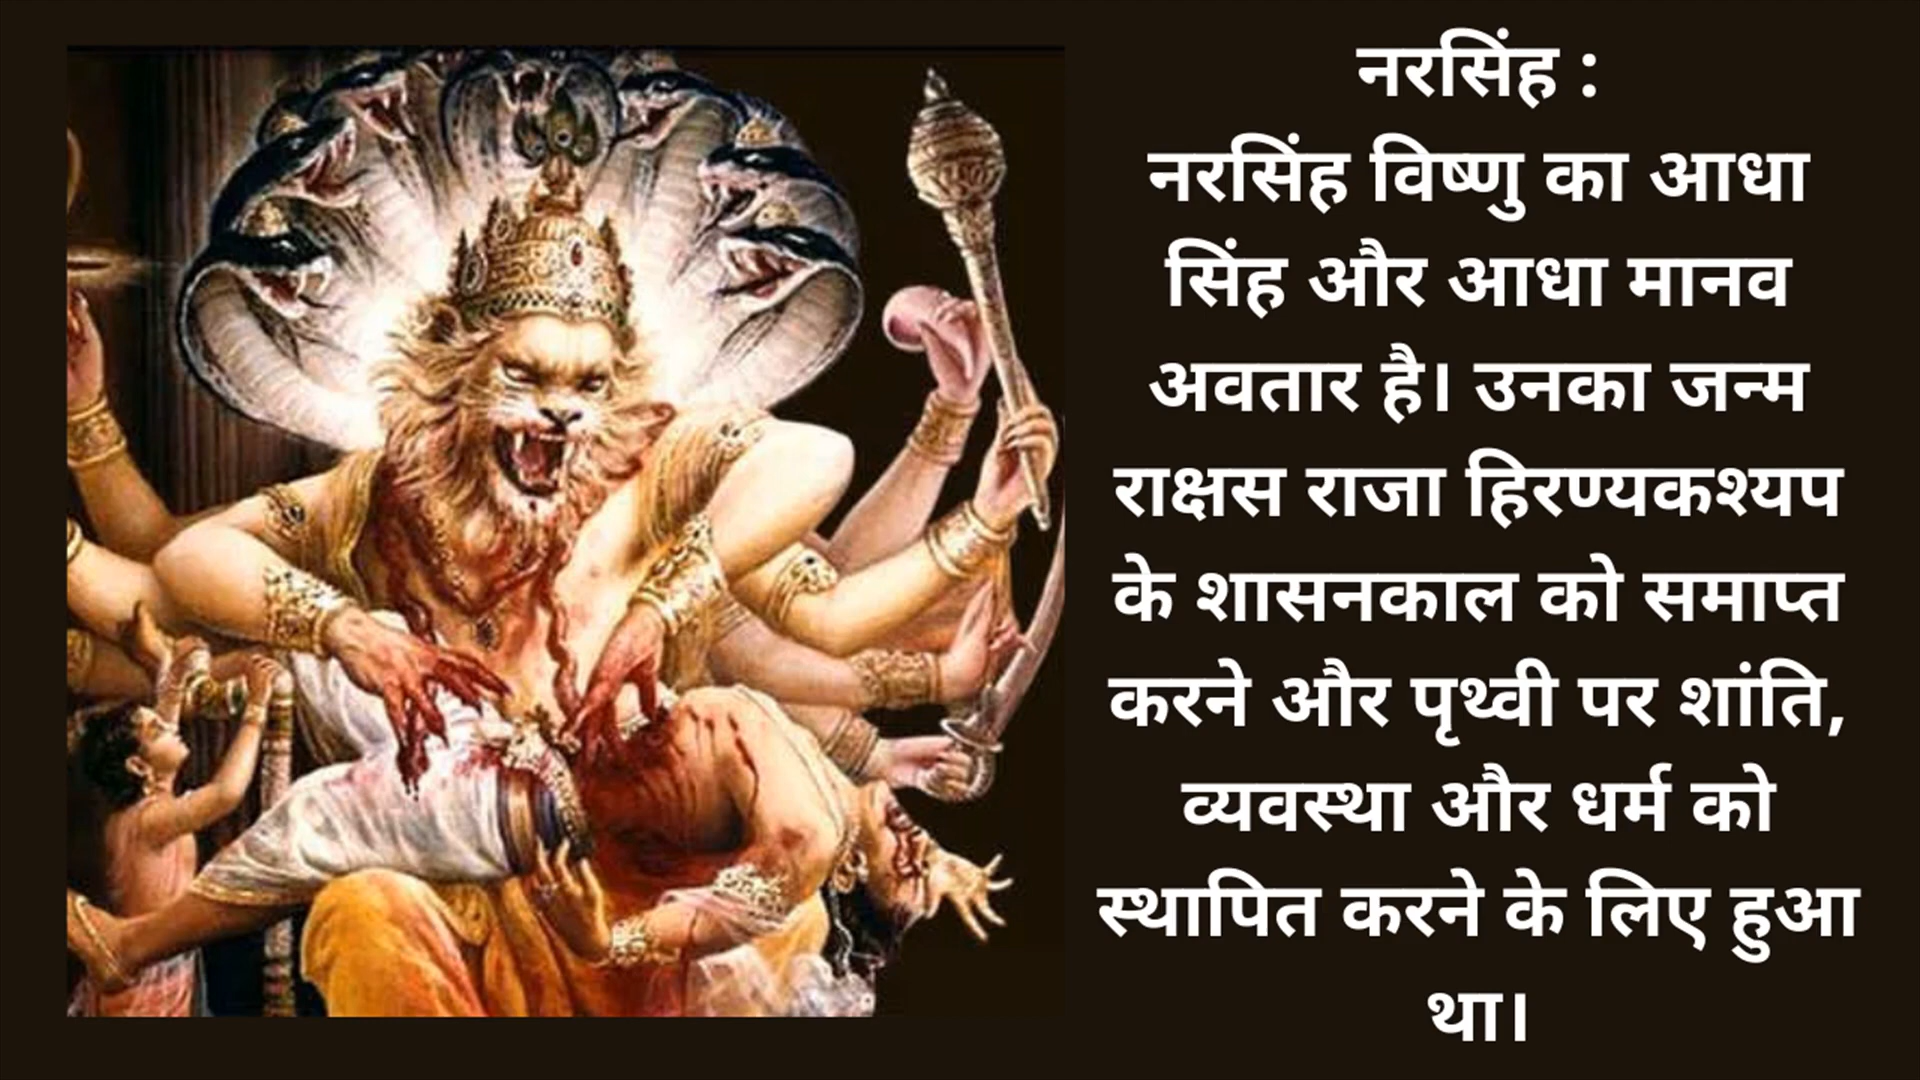 नरसिंह :
नरसिंह विष्णु का आधा
सिंह और आधा मानव
अवतार है। उनका जन्म
राक्षस राजा हिरण्यकश्यप
के शासनकाल को समाप्त
करने और पृथ्वी पर शांति,
व्यवस्था और धर्म को
स्थापित करने के लिए हुआ
था।